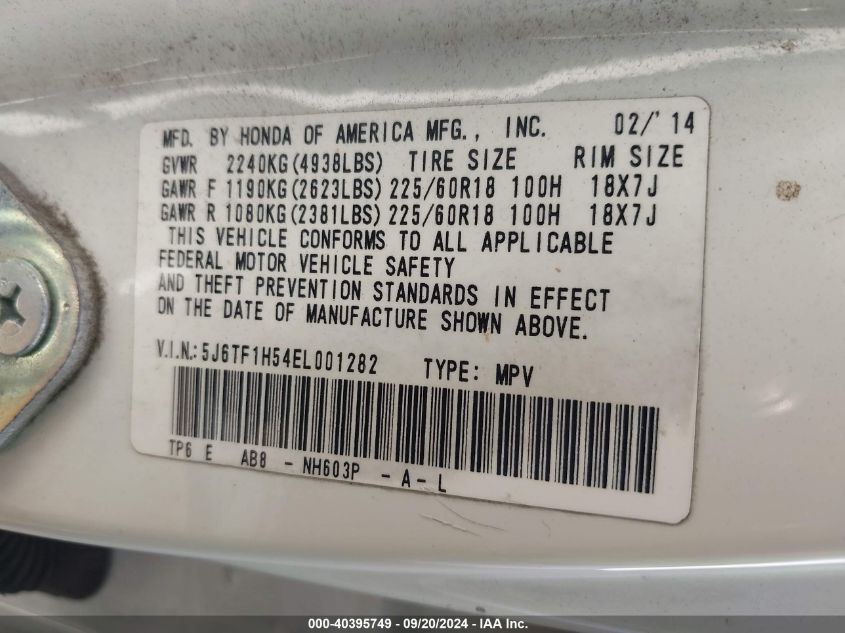 MFD. BY HONDA OF AMERICA MFG., INC. 02/'14
GVWR 2240KG(4938LBS) TIRE SIZE RIM SIZE
GAWR F 1190KG(2623LBS) 225/60R18 100H 18X7J
GAWR R 1080KG(2381LBS) 225/60R18 100H 18X7J
THIS VEHICLE CONFORMS TO ALL APPLICABLE
FEDERAL MOTOR VEHICLE SAFETY
AND THEFT PREVENTION STANDARDS IN EFFECT
ON THE DATE OF MANUFACTURE SHOWN ABOVE.
V.I.N.: 5J6TF1H54EL001282 TYPE: MPV
TP6 E AB8 - NH603P - A - L
000-40395749 - 09/20/2024 - IAA Inc.